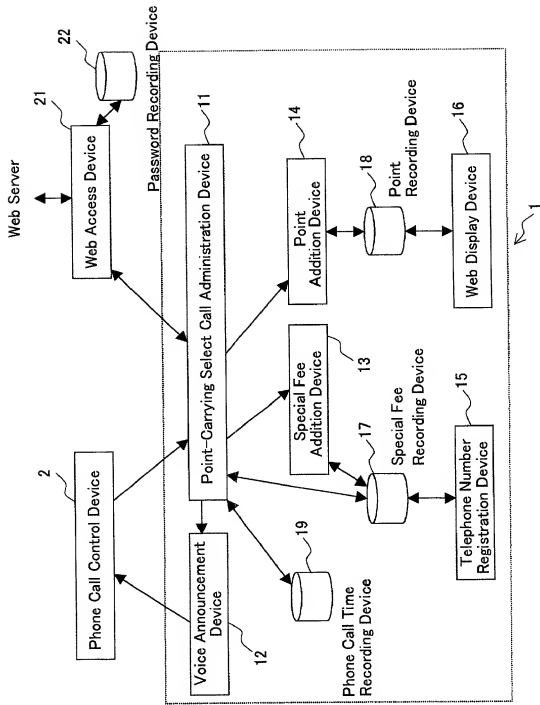 Web Server
21
22
Web Access Device
Password Recording Device
2
Phone Call Control Device
11
Point-Carrying Select Call Administration Device
Voice Announcement
Device
12
19
Phone Call Time
Recording Device
Special Fee
Addition Device
13
14
Point
Addition Device
17
Special Fee
Recording Device
18
Point
Recording Device
15
Telephone Number
Registration Device
16
Web Display Device
1